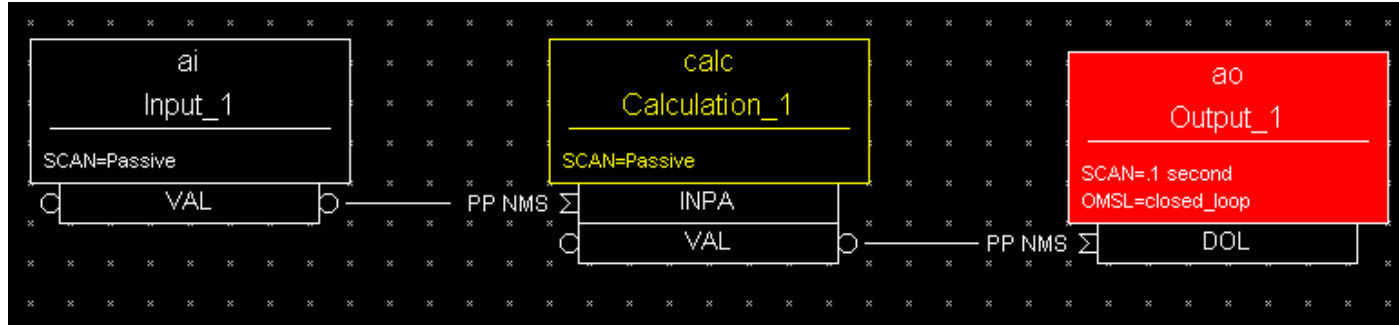 ai
Input_1
SCAN=Passive
VAL
PP NMS
calc
Calculation_1
SCAN=Passive
INPA
VAL
PP NMS
ao
Output_1
SCAN=.1 second
OMSL=closed_loop
DOL